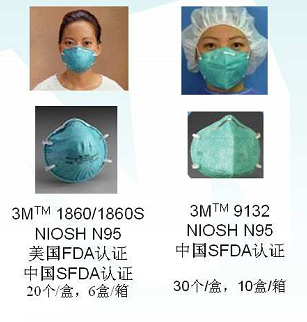 3M™ 1860/1860S
NIOSH N95
美国FDA认证
中国SFDA认证
20个/盒，6盒/箱
3M™ 9132
NIOSH N95
中国SFDA认证
30个/盒，10盒/箱